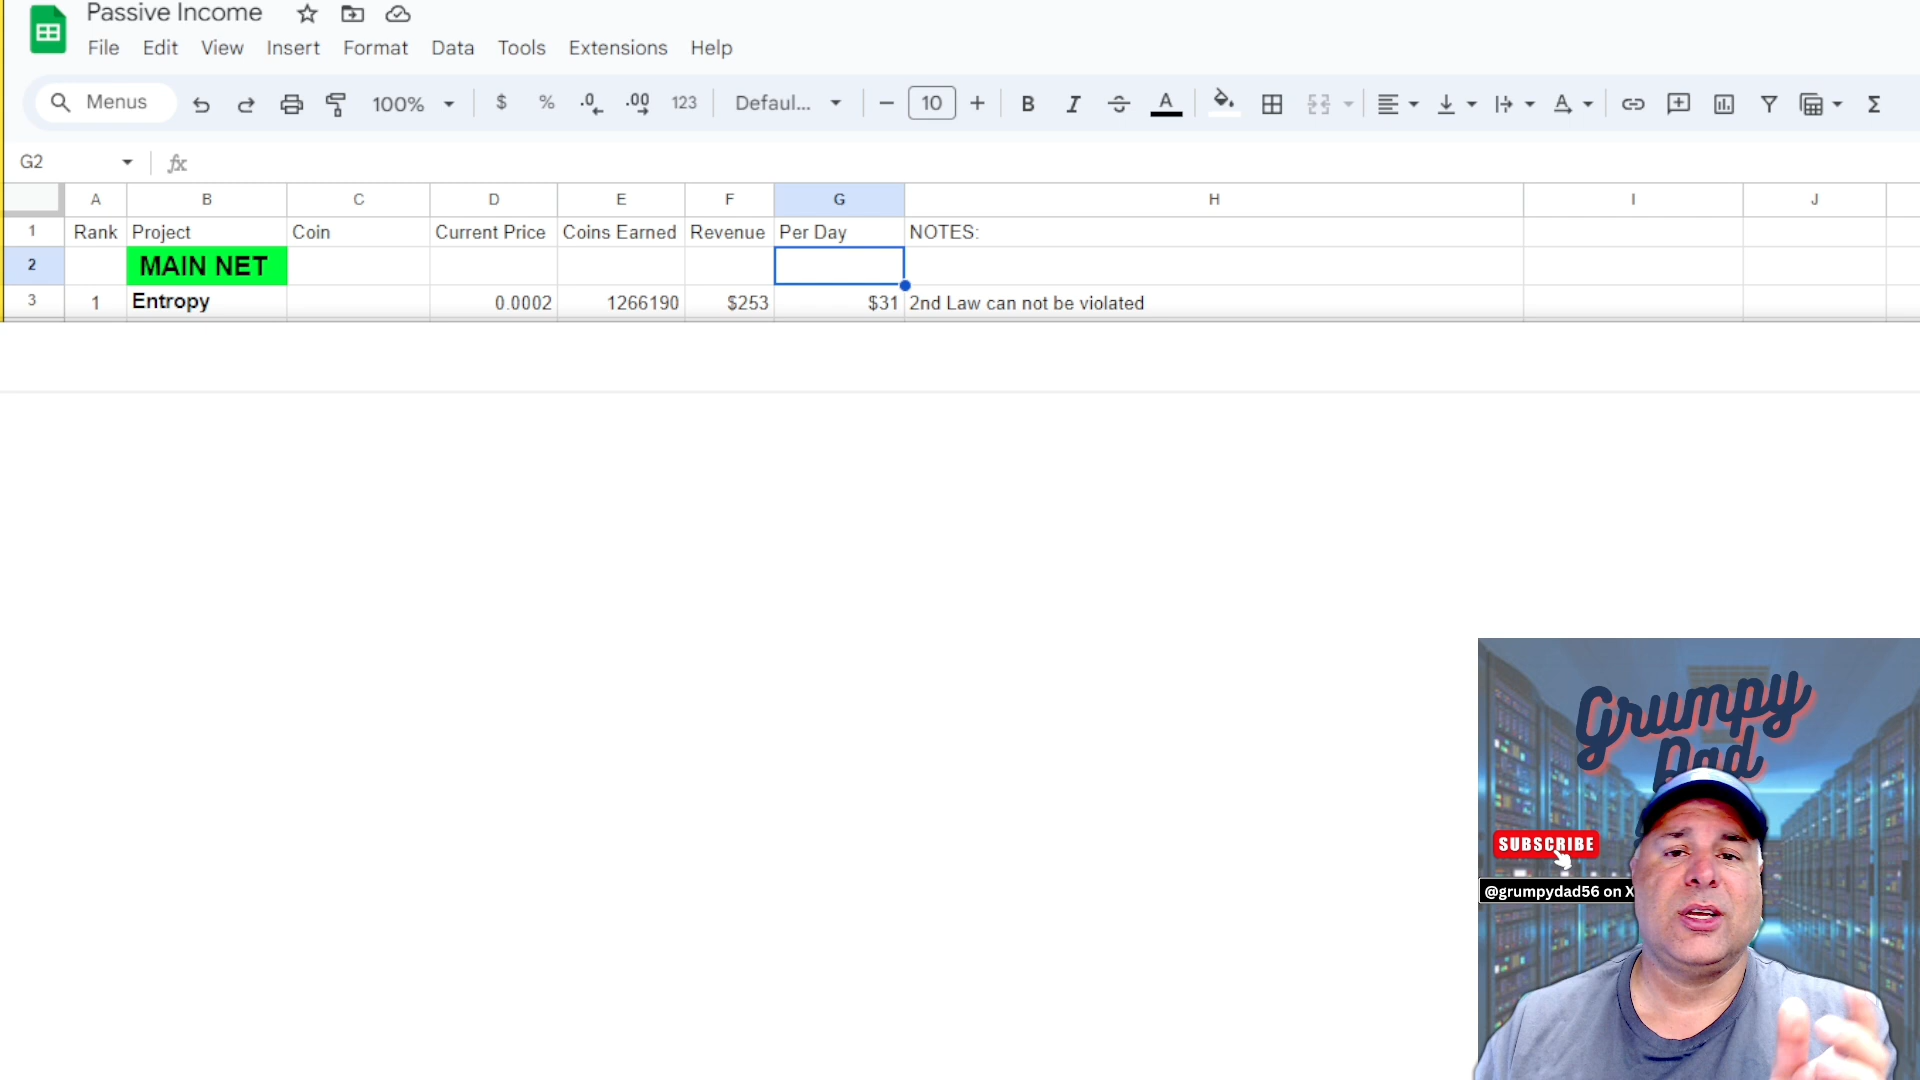 Passive Income
File Edit View Insert Format Data Tools Extensions Help
Menus 100% $ % .0 .00 123 Defaul... 10 B I A A Σ
G2 fx
A B C D E F G H I J
1 Rank Project Coin Current Price Coins Earned Revenue Per Day NOTES:
2 MAIN NET
3 1 Entropy 0.0002 1266190 $253 $31 2nd Law can not be violated
Grumpy
Dad
SUBSCRIBE
@grumpydad56 on X